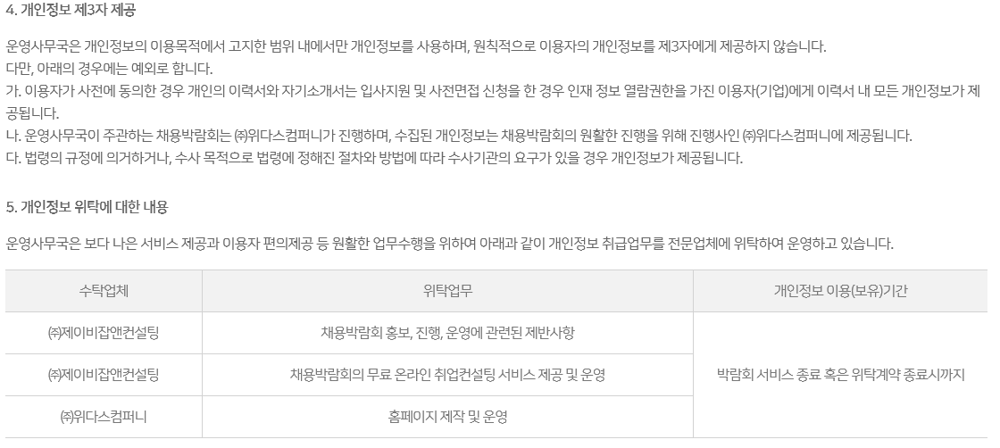 4. 개인정보 제3자 제공
운영사무국은 개인정보의 이용목적에서 고지한 범위 내에서만 개인정보를 사용하며, 원칙적으로 이용자의 개인정보를 제3자에게 제공하지 않습니다.
다만, 아래의 경우에는 예외로 합니다.
가. 이용자가 사전에 동의한 경우 개인의 이력서와 자기소개서는 입사지원 및 사전면접 신청을 한 경우 인재 정보 열람권한을 가진 이용자(기업)에게 이력서 내 모든 개인정보가 제
공됩니다.
나. 운영사무국이 주관하는 채용박람회는 ㈜위다스컴퍼니가 진행하며, 수집된 개인정보는 채용박람회의 원활한 진행을 위해 진행사인 ㈜위다스컴퍼니에 제공됩니다.
다. 법령의 규정에 의거하거나, 수사 목적으로 법령에 정해진 절차와 방법에 따라 수사기관의 요구가 있을 경우 개인정보가 제공됩니다.
5. 개인정보 위탁에 대한 내용
운영사무국은 보다 나은 서비스 제공과 이용자 편의제공 등 원활한 업무수행을 위하여 아래과 같이 개인정보 취급업무를 전문업체에 위탁하여 운영하고 있습니다.
수탁업체 위탁업무 개인정보 이용(보유)기간
㈜제이비잡앤컨설팅 채용박람회 홍보, 진행, 운영에 관련된 제반사항
㈜제이비잡앤컨설팅 채용박람회의 무료 온라인 취업컨설팅 서비스 제공 및 운영 박람회 서비스 종료 혹은 위탁계약 종료시까지
㈜위다스컴퍼니 홈페이지 제작 및 운영